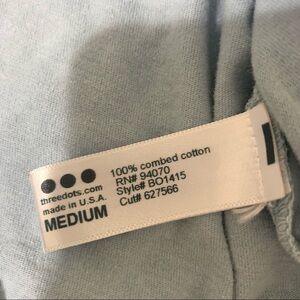 threedots.com
made in U.S.A.
MEDIUM
100% combed cotton
RN# 94070
Style# BO1415
Cut# 627566